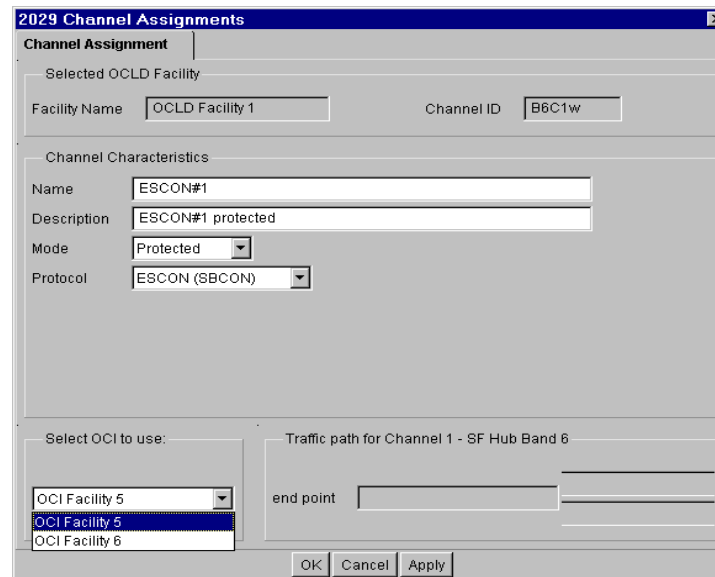 2029 Channel Assignments
Channel Assignment
Selected OCLD Facility
Facility Name OCLD Facility 1 Channel ID B6C1w
Channel Characteristics
Name ESCON#1
Description ESCON#1 protected
Mode Protected
Protocol ESCON (SBCON)
Select OCI to use:
OCI Facility 5
OCI Facility 5
OCI Facility 6
Traffic path for Channel 1 - SF Hub Band 6
end point
OK Cancel Apply